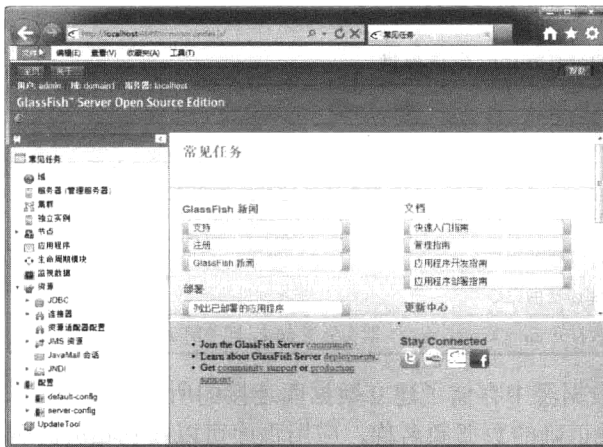 http://localhost
常见任务
文件 编辑(E) 查看(V) 收藏夹(A) 工具(T)
主页 关于
帮助
用户: admin 域: domain1 服务器: localhost
GlassFish™ Server Open Source Edition
树
常见任务
域
服务器 (管理服务器)
集群
独立实例
节点
应用程序
生命周期模块
监视数据
资源
JDBC
连接器
资源适配器配置
JMS 资源
JavaMail 会话
JNDI
配置
default-config
server-config
UpdateTool
常见任务
GlassFish 新闻
支持
注册
GlassFish 新闻
部署
列出已部署的应用程序
文档
快速入门指南
管理指南
应用程序开发指南
应用程序部署指南
更新中心
• Join the GlassFish Server community
• Learn about GlassFish Server deployments.
• Get community support or production
support.
Stay Connected